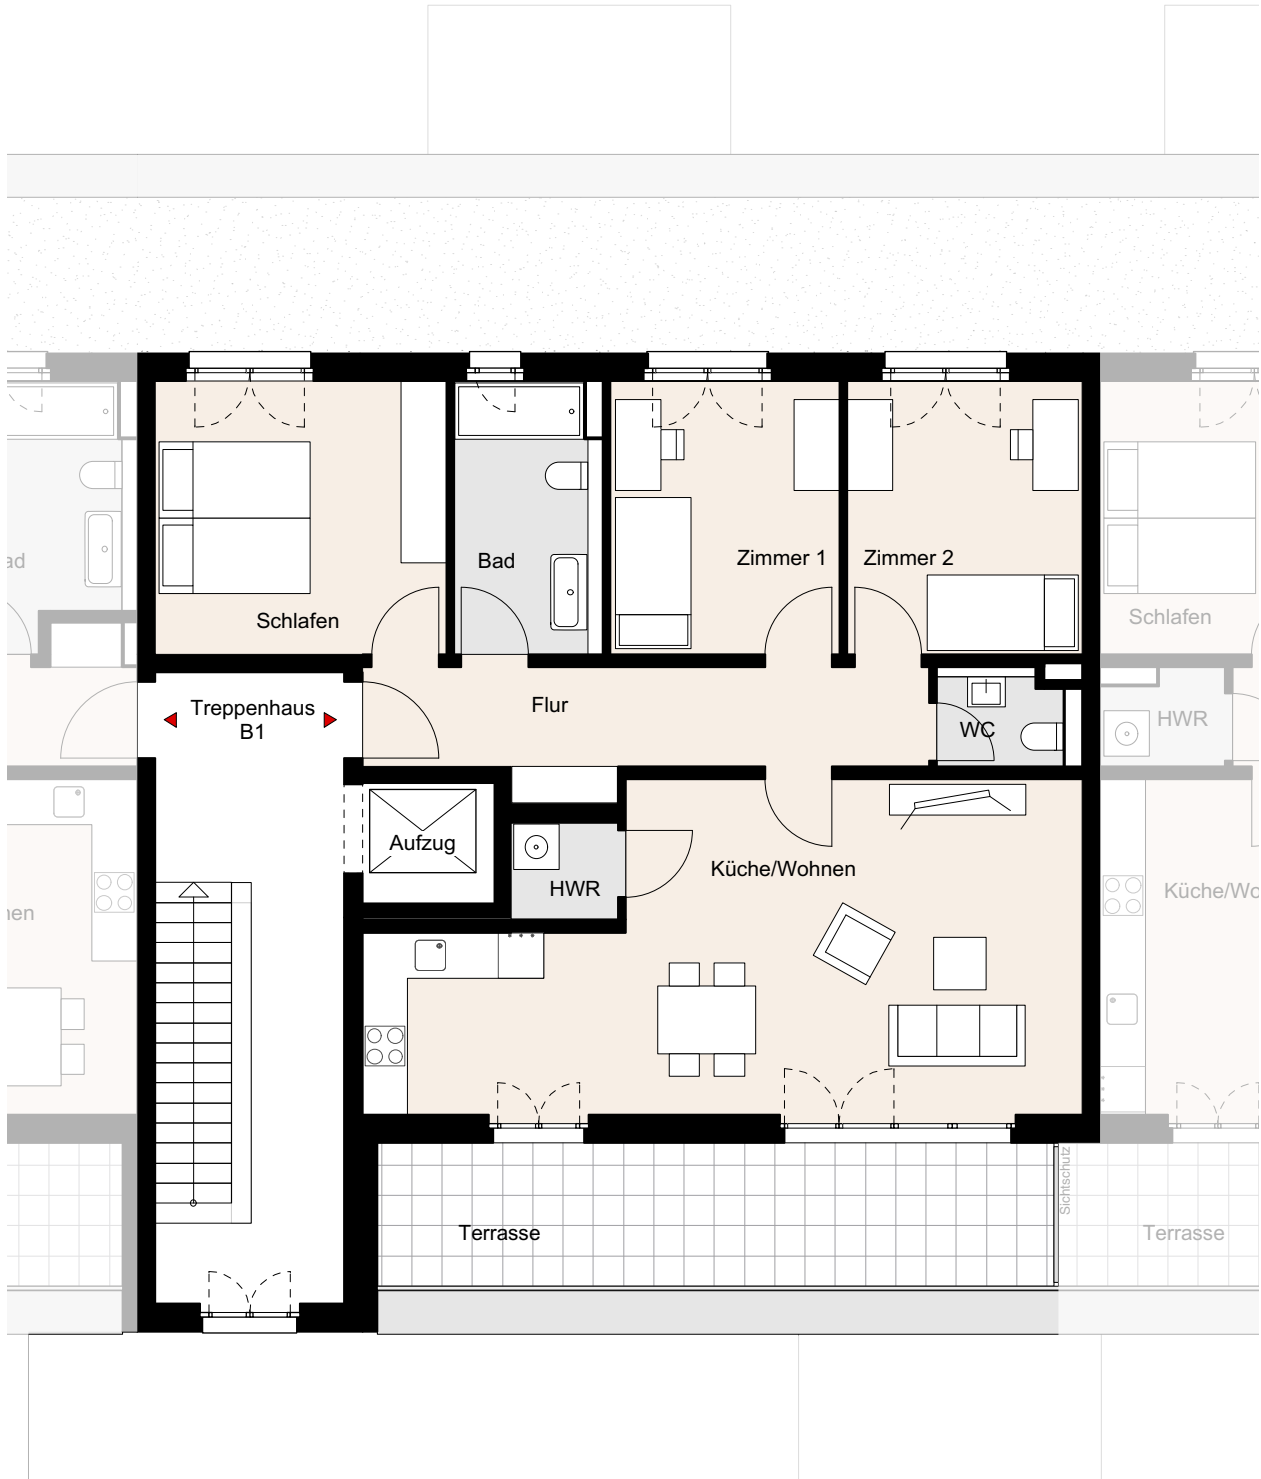 Bad
Zimmer 1
Zimmer 2
ad
Schlafen
Schlafen
Treppenhaus
B1
Flur
WC
HWR
Aufzug
HWR
Küche/Wohnen
Küche/Wo
nen
Sichtschutz
Terrasse
Terrasse